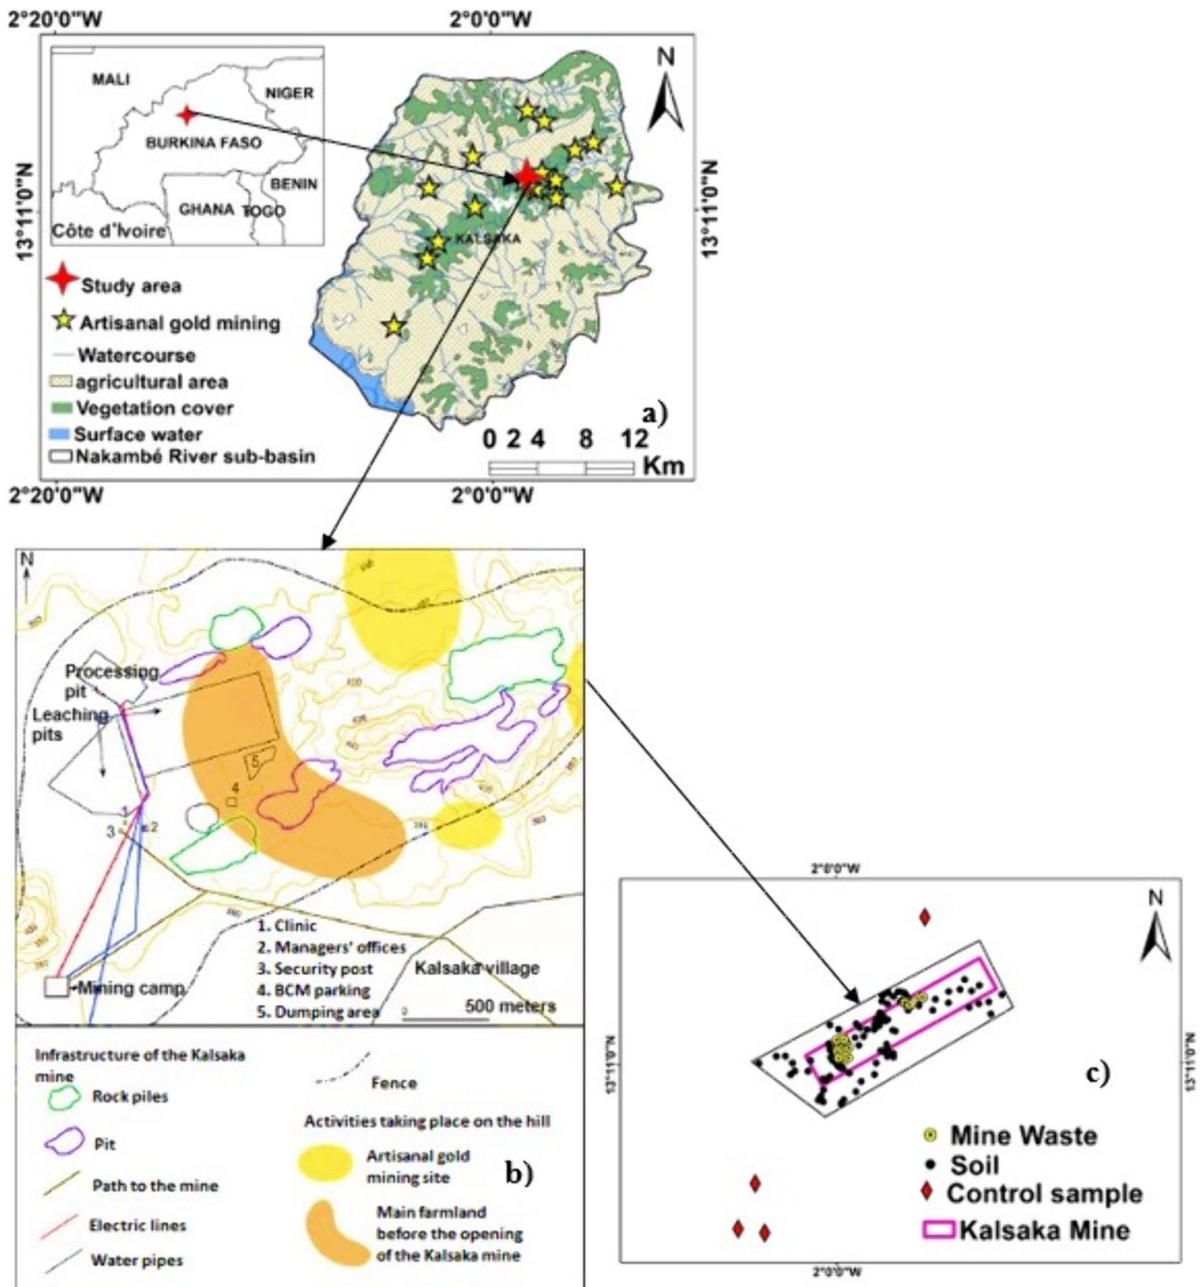 2°20'0"W
2°0'0"W
N
MALI
NIGER
BURKINA FASO
BENIN
GHANA
TOGO
Côte d'Ivoire
13°11'0"N
13°11'0"N
KALSAKA
Study area
Artisanal gold mining
Watercourse
agricultural area
Vegetation cover
Surface water
Nakambé River sub-basin
a)
0 2 4 8 12
Km
2°20'0"W
2°0'0"W
N
Processing
pit
Leaching
pits
5
4
1
3
2
1. Clinic
2. Managers' offices
3. Security post
4. BCM parking
5. Dumping area
Kalsaka village
Mining camp
0
500 meters
Infrastructure of the Kalsaka
mine
Rock piles
Pit
Path to the mine
Electric lines
Water pipes
Fence
Activities taking place on the hill
Artisanal gold
mining site
b)
Main farmland
before the opening
of the Kalsaka mine
2°0'0"W
N
13°11'0"N
13°11'0"N
c)
Mine Waste
Soil
Control sample
Kalsaka Mine
2°0'0"W